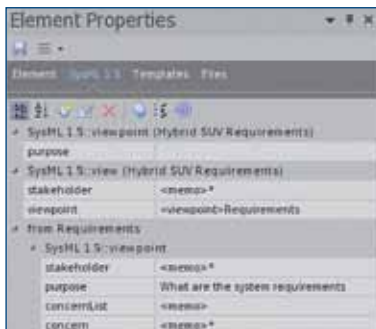 Element Properties
Element SysML 1.5 Templates Files
SysML 1.5::viewpoint (Hybrid SUV Requirements)
purpose
SysML 1.5::view (Hybrid SUV Requirements)
stakeholder <memo>*
viewpoint <viewpoint>Requirements
from Requirements
SysML 1.5::viewpoint
stakeholder <memo>*
purpose What are the system requirements
concernList <memo>
concern <memo>*